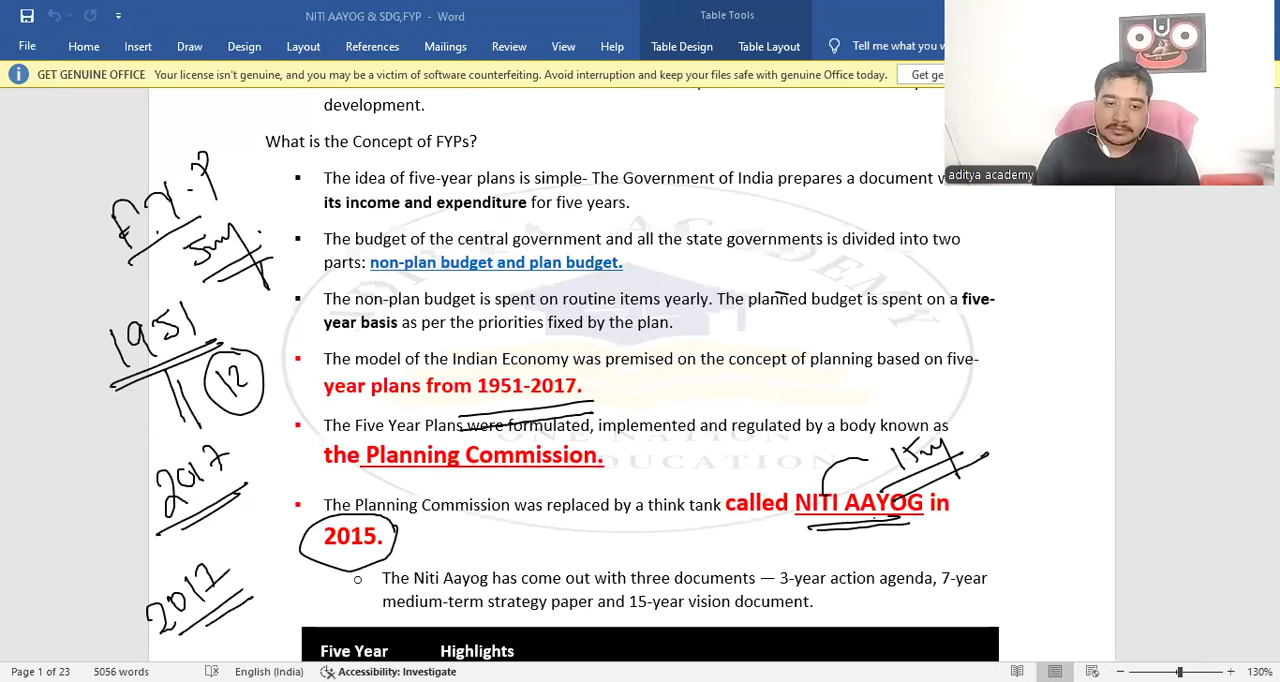 NITI AAYOG & SDG,FYP - Word
Table Tools
File Home Insert Draw Design Layout References Mailings Review View Help Table Design Table Layout Tell me what you w
GET GENUINE OFFICE Your license isn't genuine, and you may be a victim of software counterfeiting. Avoid interruption and keep your files safe with genuine Office today. Get ge
aditya academy
development.
What is the Concept of FYPs?
▪ The idea of five-year plans is simple- The Government of India prepares a document
its income and expenditure for five years.
▪ The budget of the central government and all the state governments is divided into two
parts: non-plan budget and plan budget.
▪ The non-plan budget is spent on routine items yearly. The planned budget is spent on a five-
year basis as per the priorities fixed by the plan.
▪ The model of the Indian Economy was premised on the concept of planning based on five-
year plans from 1951-2017.
▪ The Five Year Plans were formulated, implemented and regulated by a body known as
the Planning Commission.
▪ The Planning Commission was replaced by a think tank called NITI AAYOG in
2015.
o The Niti Aayog has come out with three documents — 3-year action agenda, 7-year
medium-term strategy paper and 15-year vision document.
Five Year Highlights
F.Y.P
5my
1951
12
2017
2017
15my
ACADEMY
ONE NATION
EDUCATION
Page 1 of 23 5056 words English (India) Accessibility: Investigate 130%